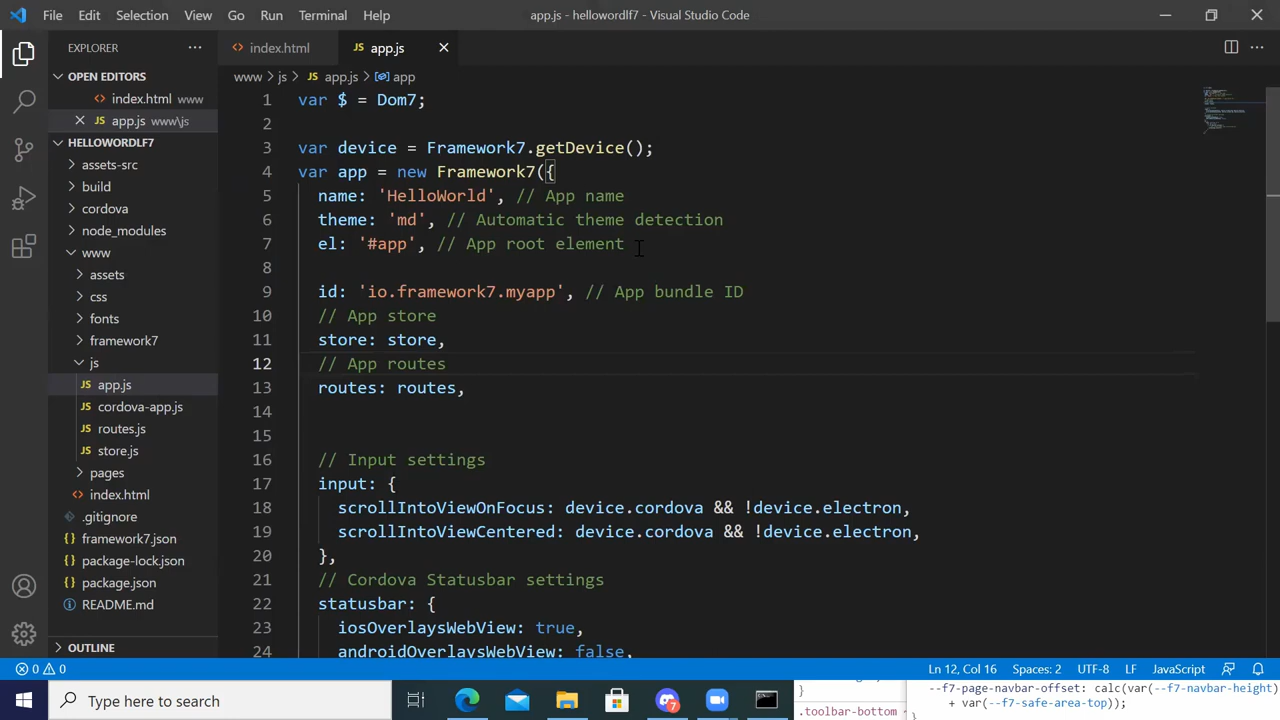 File Edit Selection View Go Run Terminal Help app.js - hellowordlf7 - Visual Studio Code
EXPLORER ···
OPEN EDITORS
index.html www
app.js www\js
HELLOWORDLF7
assets-src
build
cordova
node_modules
www
assets
css
fonts
framework7
js
app.js
cordova-app.js
routes.js
store.js
pages
index.html
.gitignore
framework7.json
package-lock.json
package.json
README.md
OUTLINE
index.html app.js
www > js > app.js > app
1 var $ = Dom7;
2
3 var device = Framework7.getDevice();
4 var app = new Framework7({
5 name: 'HelloWorld', // App name
6 theme: 'md', // Automatic theme detection
7 el: '#app', // App root element
8
9 id: 'io.framework7.myapp', // App bundle ID
10 // App store
11 store: store,
12 // App routes
13 routes: routes,
14
15
16 // Input settings
17 input: {
18 scrollIntoViewOnFocus: device.cordova && !device.electron,
19 scrollIntoViewCentered: device.cordova && !device.electron,
20 },
21 // Cordova Statusbar settings
22 statusbar: {
23 iosOverlaysWebView: true,
24 androidOverlaysWebView: false,
0 0 Ln 12, Col 16 Spaces: 2 UTF-8 LF JavaScript
Type here to search
7
}
.toolbar-bottom ~
--f7-page-navbar-offset: calc(var(--f7-navbar-height)
+ var(--f7-safe-area-top));
}